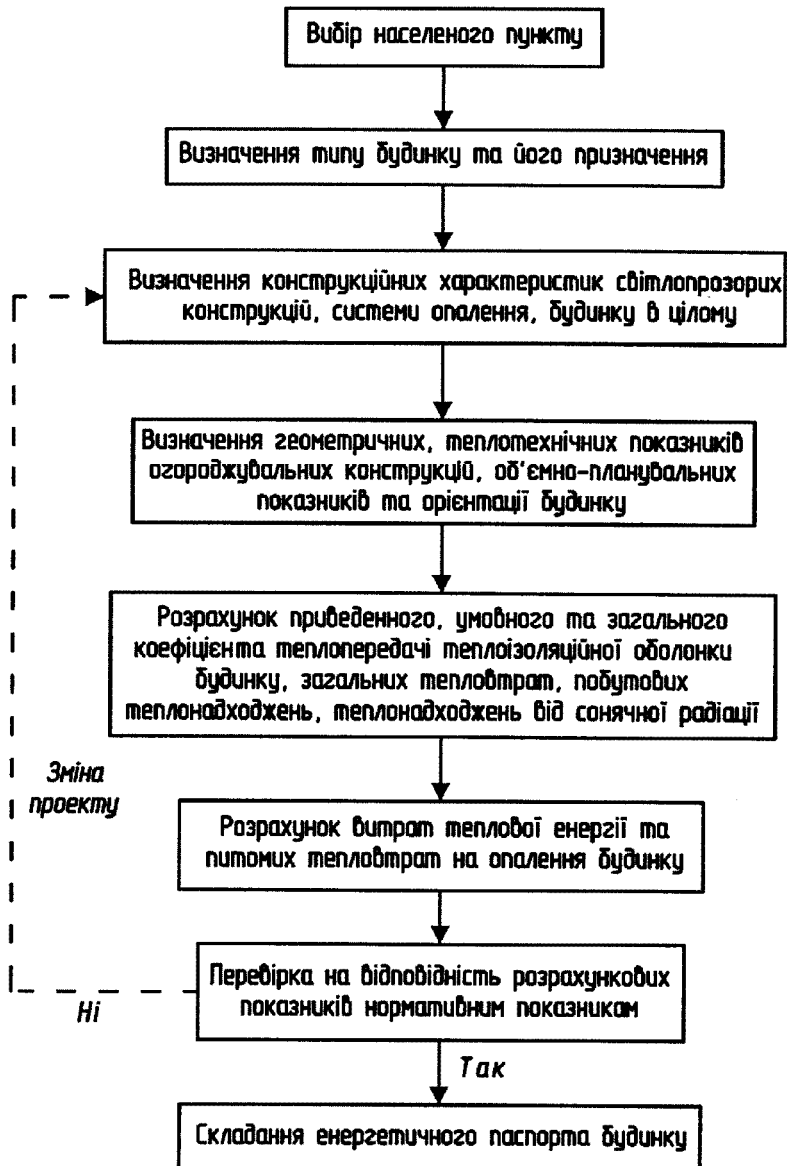 Вибір населеного пункту
Визначення типу будинку та його призначення
Визначення конструкційних характеристик світлопрозорих
конструкцій, системи опалення, будинку в цілому
Визначення геометричних, теплотехнічних показників
огороджувальних конструкцій, об'ємно-планувальних
показників та орієнтації будинку
Розрахунок приведенного, умовного та загального
коефіцієнта теплопередачі теплоізоляційної оболонки
будинку, загальних тепловтрат, побутових
теплонадходжень, теплонадходжень від сонячної радіації
Зміна
проекту
Розрахунок витрат теплової енергії та
питомих тепловтрат на опалення будинку
Перевірка на відповідність розрахункових
показників нормативним показникам
Ні
Так
Складання енергетичного паспорта будинку